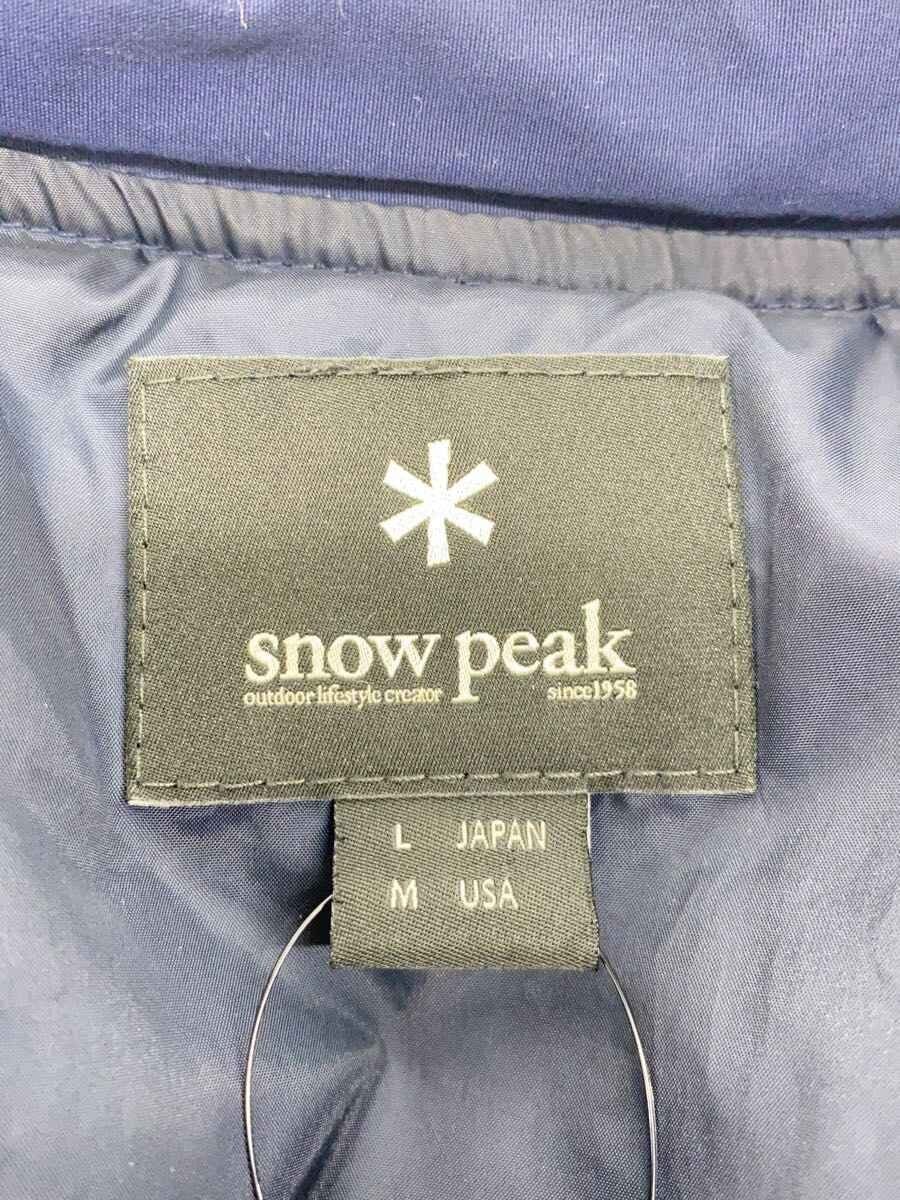 snow peak
outdoor lifestyle creator since1958
L JAPAN
M USA